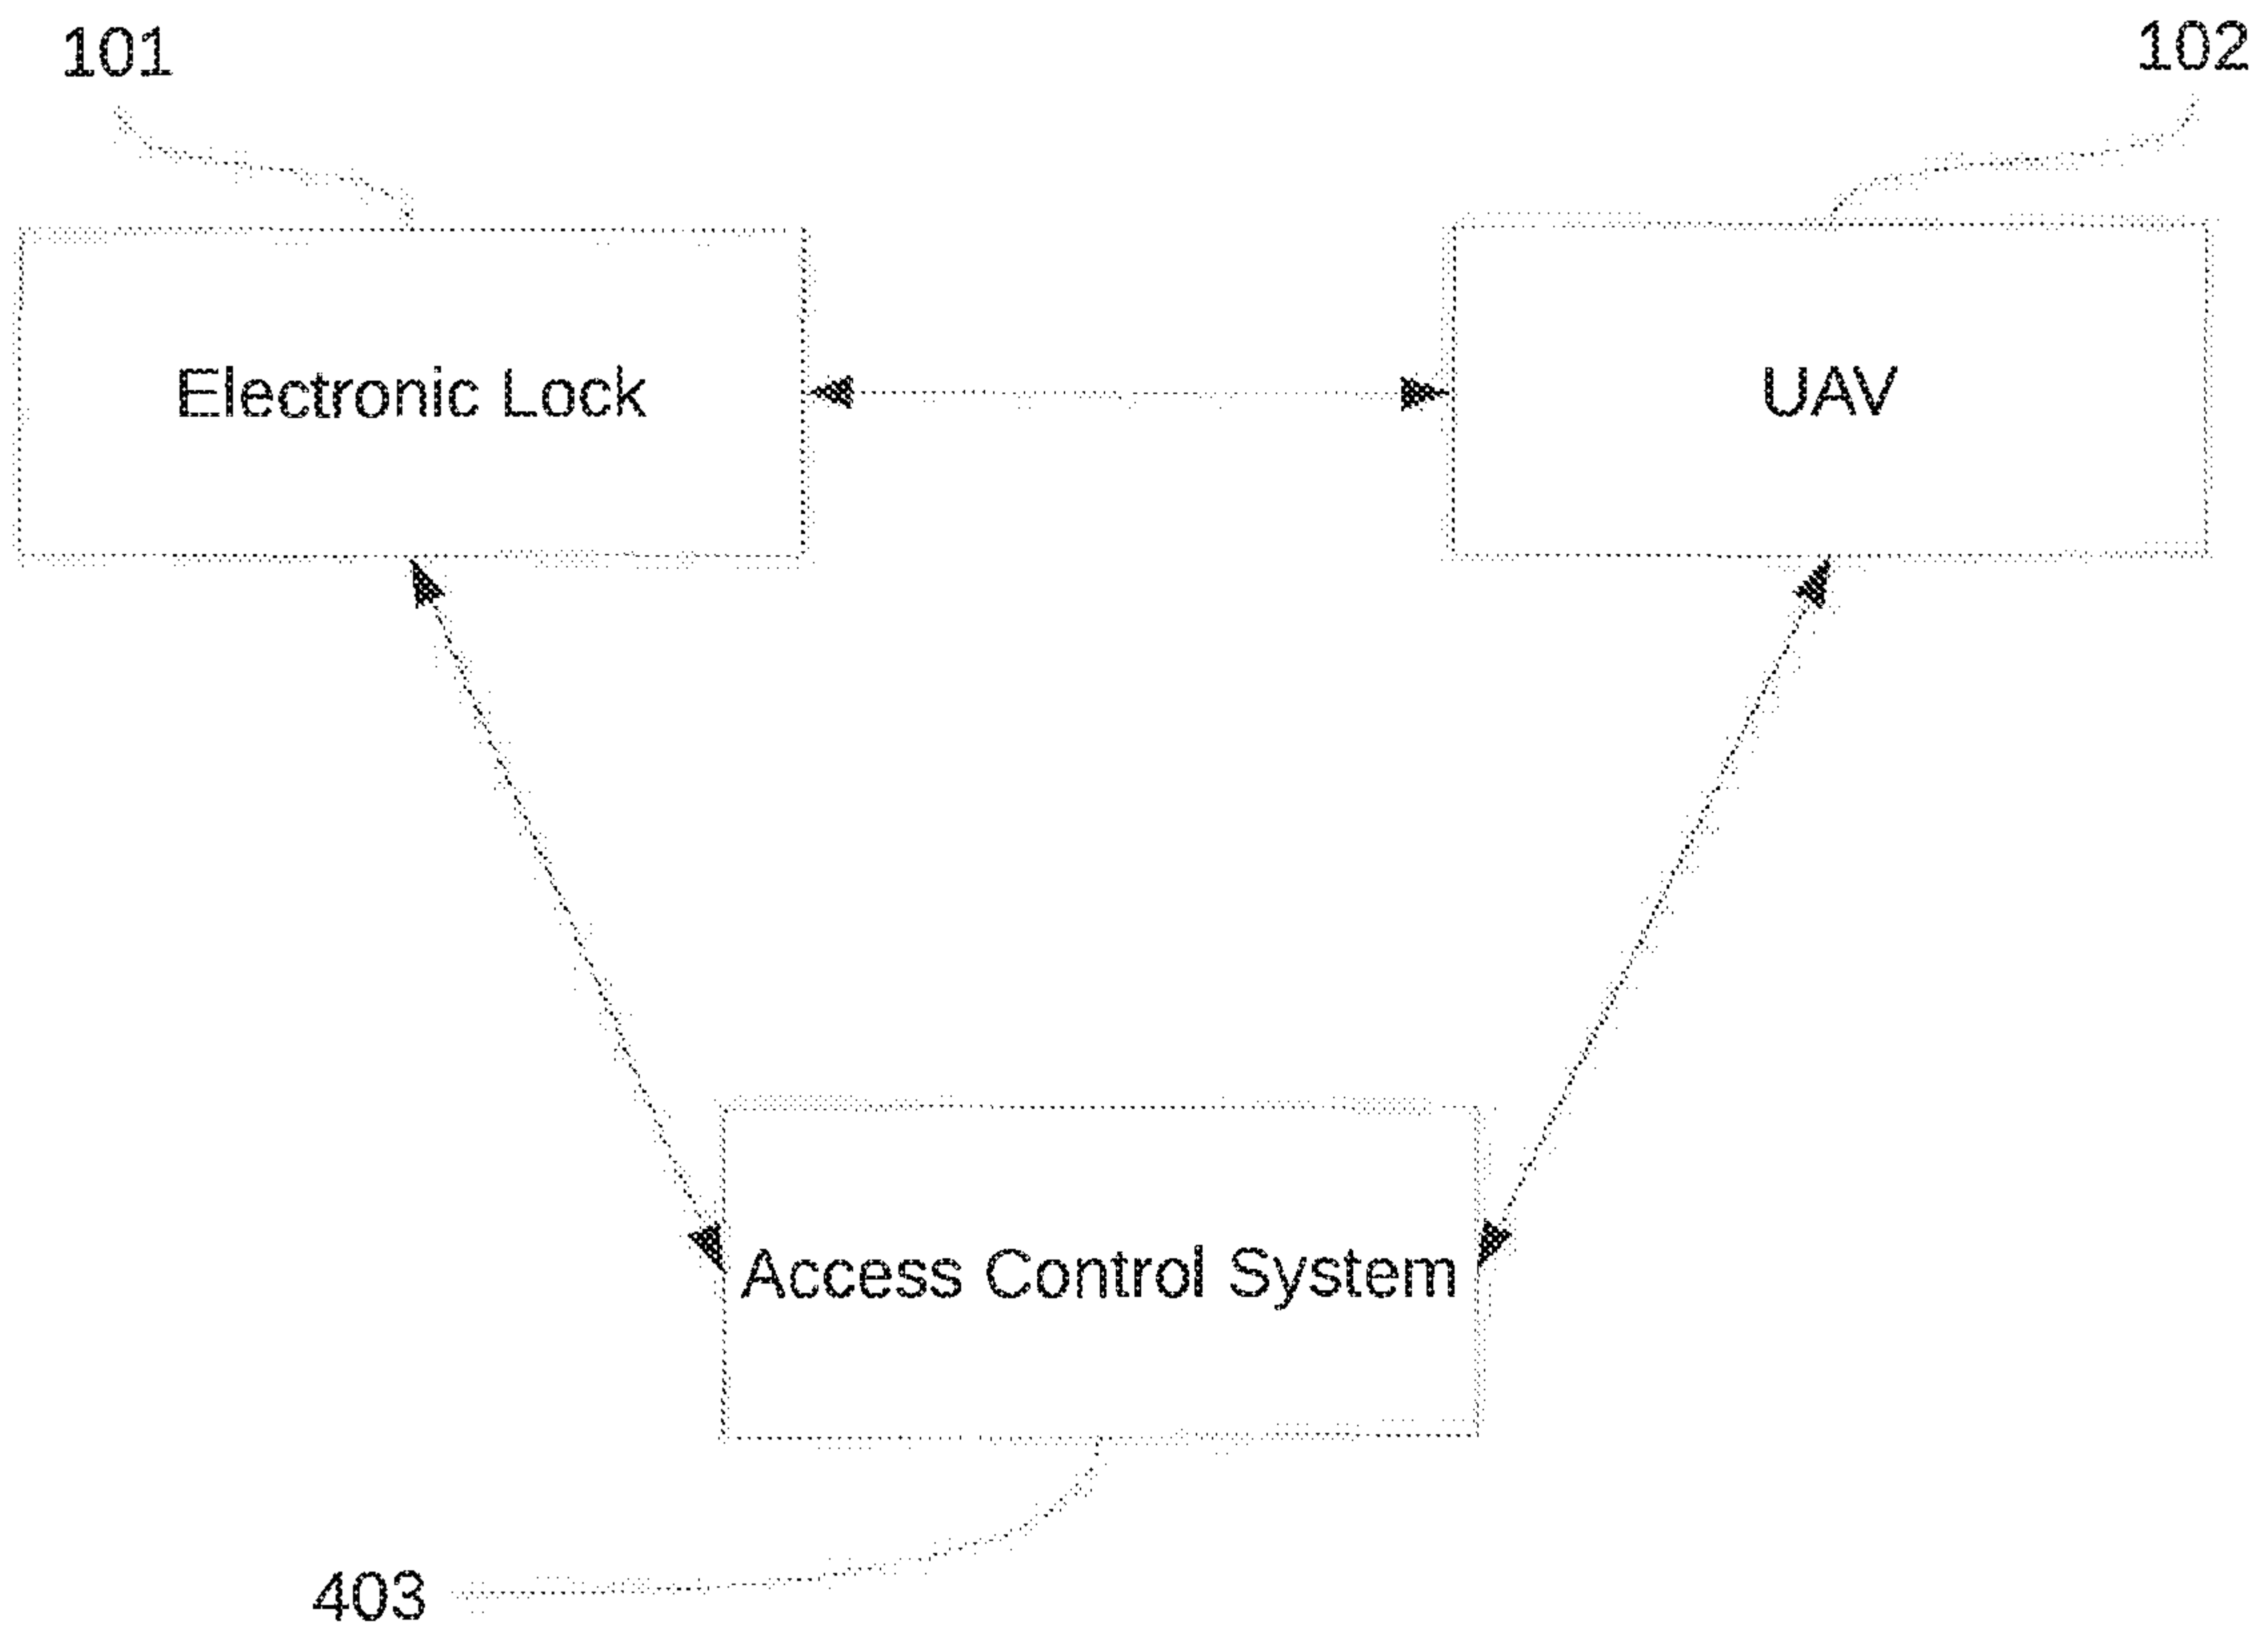 101
102
Electronic Lock
UAV
Access Control System
403